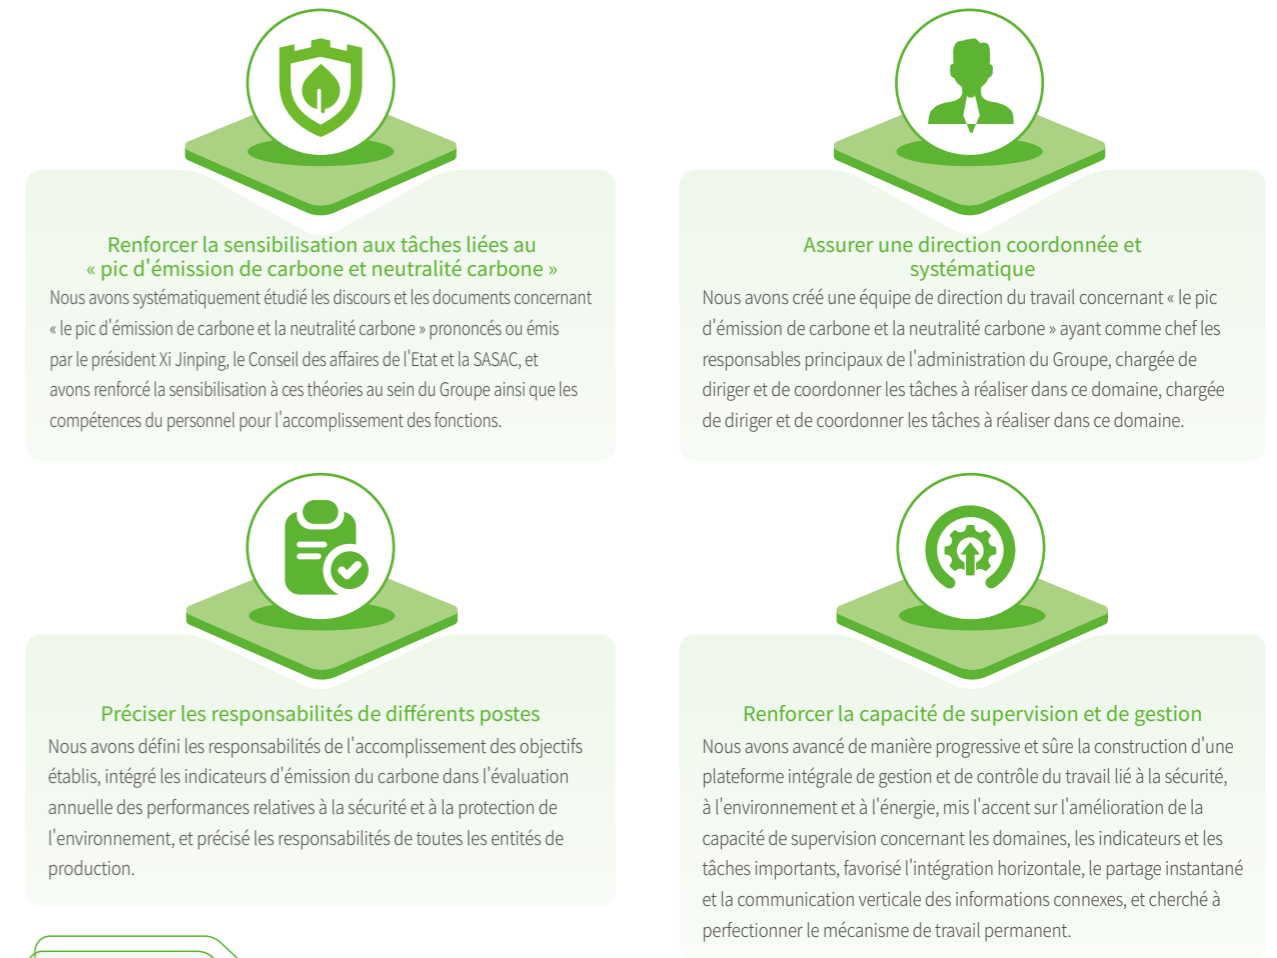 Renforcer la sensibilisation aux tâches liées au
« pic d'émission de carbone et neutralité carbone »
Nous avons systématiquement étudié les discours et les documents concernant
« le pic d'émission de carbone et la neutralité carbone » prononcés ou émis
par le président Xi Jinping, le Conseil des affaires de l'Etat et la SASAC, et
avons renforcé la sensibilisation à ces théories au sein du Groupe ainsi que les
compétences du personnel pour l'accomplissement des fonctions.
Assurer une direction coordonnée et
systématique
Nous avons créé une équipe de direction du travail concernant « le pic
d'émission de carbone et la neutralité carbone » ayant comme chef les
responsables principaux de l'administration du Groupe, chargée de
diriger et de coordonner les tâches à réaliser dans ce domaine, chargée
de diriger et de coordonner les tâches à réaliser dans ce domaine.
Préciser les responsabilités de différents postes
Nous avons défini les responsabilités de l'accomplissement des objectifs
établis, intégré les indicateurs d'émission du carbone dans l'évaluation
annuelle des performances relatives à la sécurité et à la protection de
l'environnement, et précisé les responsabilités de toutes les entités de
production.
Renforcer la capacité de supervision et de gestion
Nous avons avancé de manière progressive et sûre la construction d'une
plateforme intégrale de gestion et de contrôle du travail lié à la sécurité,
à l'environnement et à l'énergie, mis l'accent sur l'amélioration de la
capacité de supervision concernant les domaines, les indicateurs et les
tâches importants, favorisé l'intégration horizontale, le partage instantané
et la communication verticale des informations connexes, et cherché à
perfectionner le mécanisme de travail permanent.